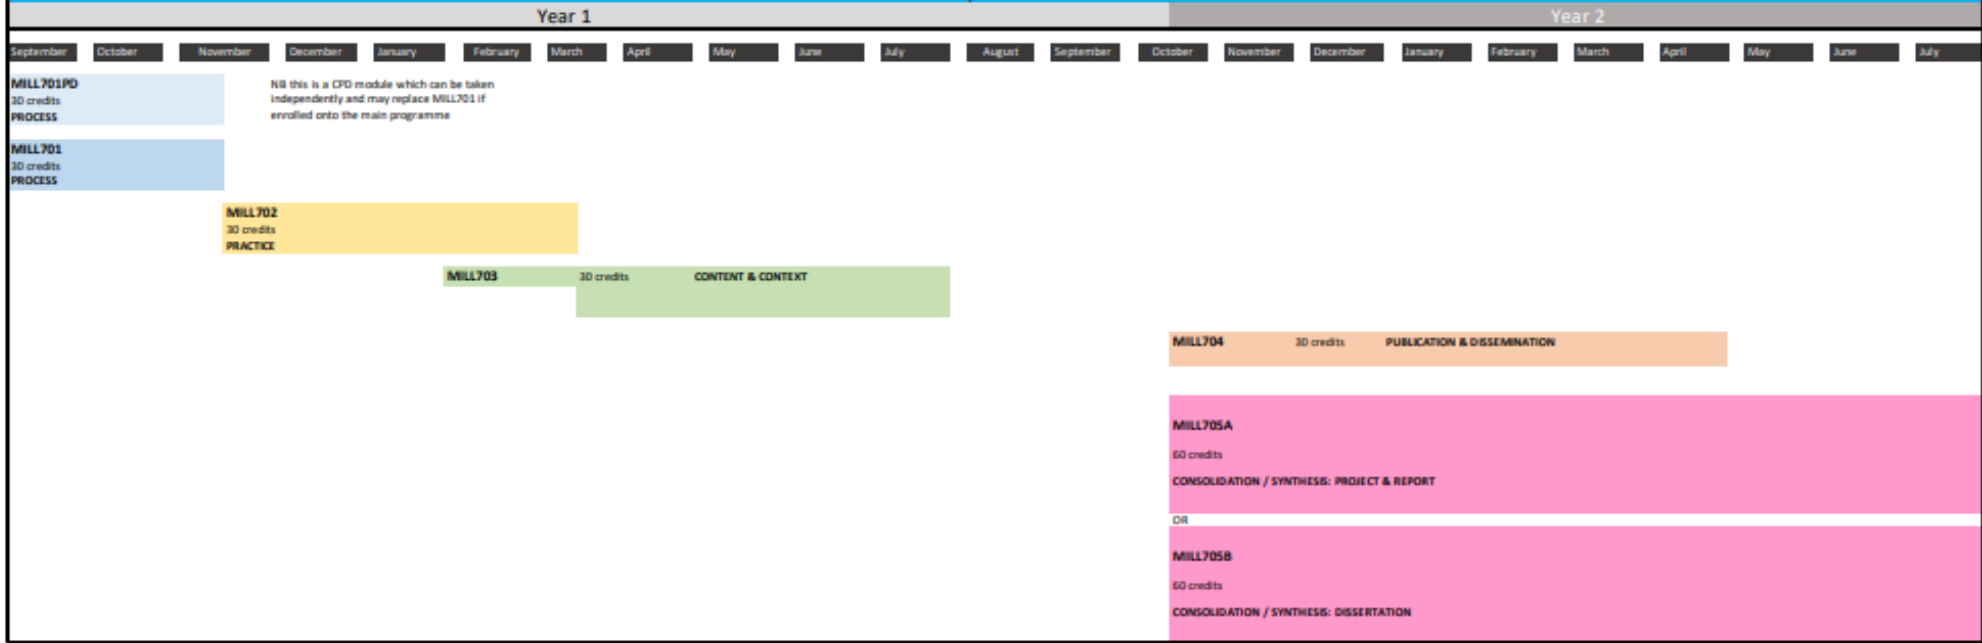 Year 1 Year 2
September October November December January February March April May June July August September October November December January February March April May June July
MILL701PD
30 credits
PROCESS
NB this is a CPD module which can be taken
independently and may replace MILL701 if
enrolled onto the main programme
MILL701
30 credits
PROCESS
MILL702
30 credits
PRACTICE
MILL703 30 credits CONTENT & CONTEXT
MILL704 30 credits PUBLICATION & DISSEMINATION
MILL705A
60 credits
CONSOLIDATION / SYNTHESIS: PROJECT & REPORT
OR
MILL705B
60 credits
CONSOLIDATION / SYNTHESIS: DISSERTATION